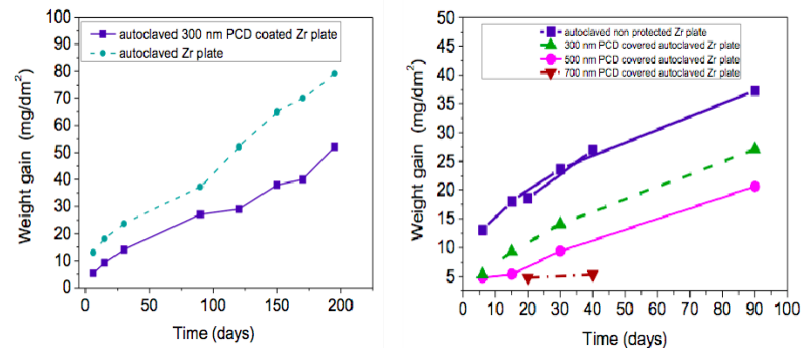 autoclaved 300 nm PCD coated Zr plate
autoclaved Zr plate
Weight gain (mg/dm²)
100
90
80
70
60
50
40
30
20
10
0
0 50 100 150 200
Time (days)
autoclaved non protected Zr plate
300 nm PCD covered autoclaved Zr plate
500 nm PCD covered autoclaved Zr plate
700 nm PCD covered autoclaved Zr plate
Weight gain (mg/dm²)
40
35
30
25
20
15
10
5
0 10 20 30 40 50 60 70 80 90 100
Time (days)